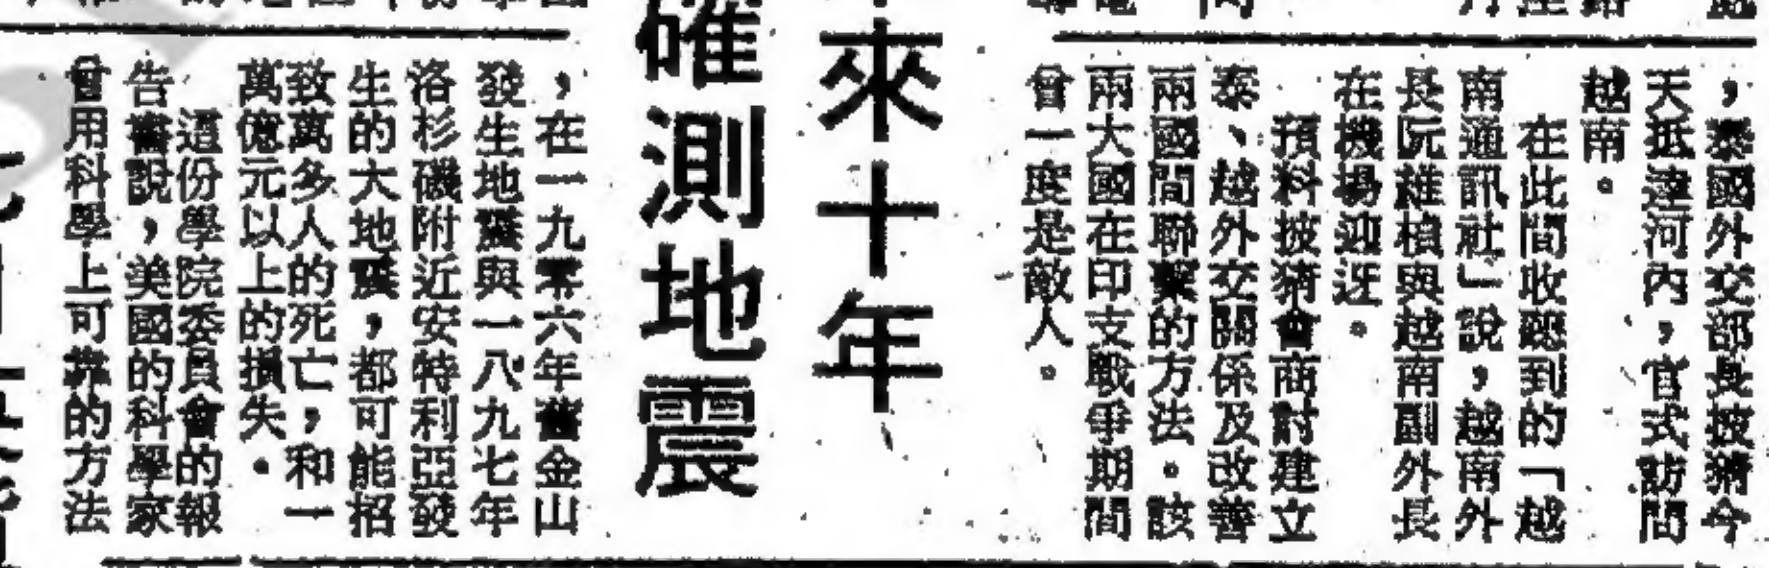 ，泰國外交部長披猜今
天抵達河內，官式訪問
越南。
在此間收聽到的「越
南通訊社」說，越南外
長阮維楨與越南副外長
在機場迎迓。
預料披猜會商討建立
泰、越外交關係及改善
兩國間聯繫的方法。該
兩大國在印支戰爭期間
曾一度是敵人。
來十年
確測地震
，在一九零六年舊金山
發生地震與一八九七年
洛杉磯附近安特利亞發
生的大地震，都可能招
致萬多人的死亡，和一
萬億元以上的損失。
這份學院委員會的報
告書說，美國的科學家
曾用科學上可靠的方法